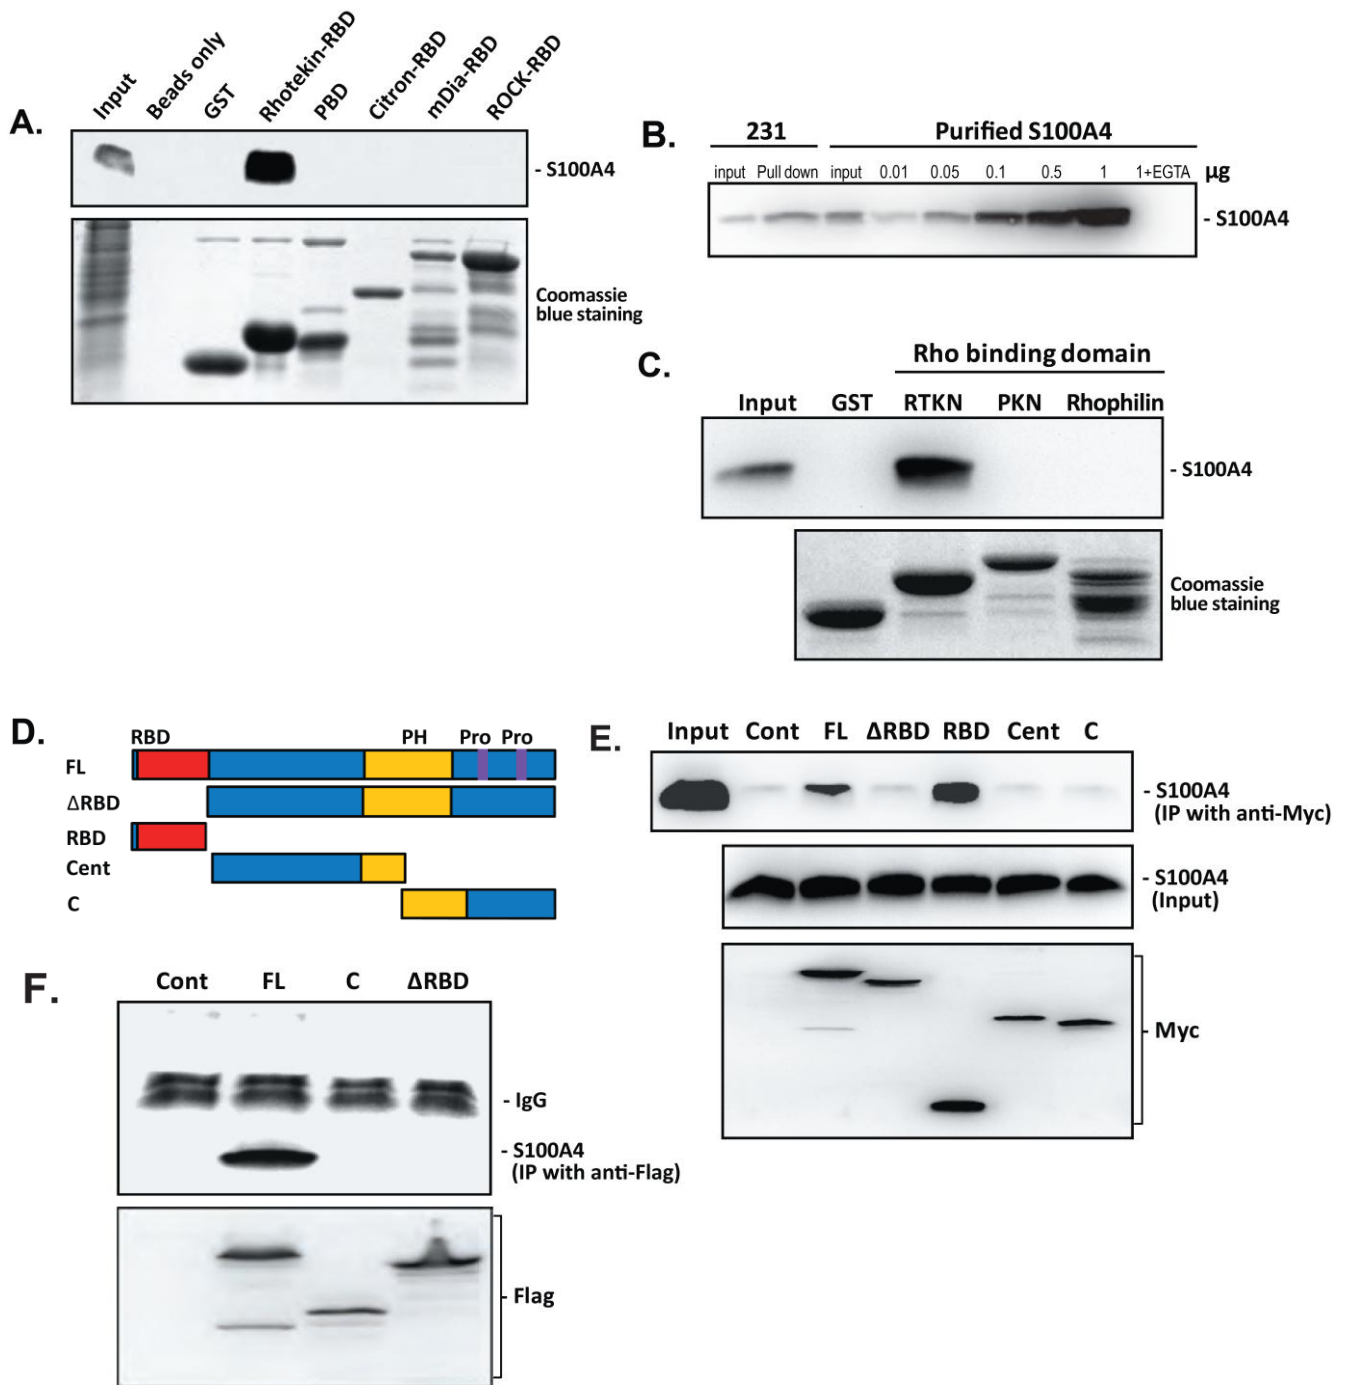 A.
Input Beads only GST Rhotekin-RBD PBD Citron-RBD mDia-RBD ROCK-RBD
- S100A4
Coomassie
blue staining
B.
231 Purified S100A4
input Pull down input 0.01 0.05 0.1 0.5 1 1+EGTA µg
- S100A4
C.
Rho binding domain
Input GST RTKN PKN Rhophilin
- S100A4
Coomassie
blue staining
D.
RBD PH Pro Pro
FL
ΔRBD
RBD
Cent
C
E.
Input Cont FL ΔRBD RBD Cent C
- S100A4
(IP with anti-Myc)
- S100A4
(Input)
- Myc
F.
Cont FL C ΔRBD
- IgG
- S100A4
(IP with anti-Flag)
- Flag